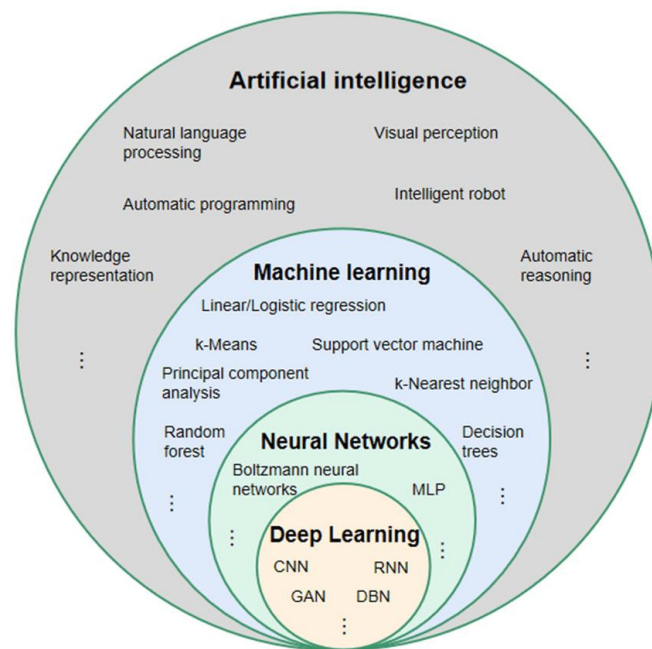 Artificial intelligence
Natural language
processing
Visual perception
Automatic programming
Intelligent robot
Knowledge
representation
Automatic
reasoning
Machine learning
Linear/Logistic regression
k-Means
Support vector machine
Principal component
analysis
k-Nearest neighbor
Random
forest
Decision
trees
Neural Networks
Boltzmann neural
networks
MLP
Deep Learning
CNN
RNN
GAN
DBN